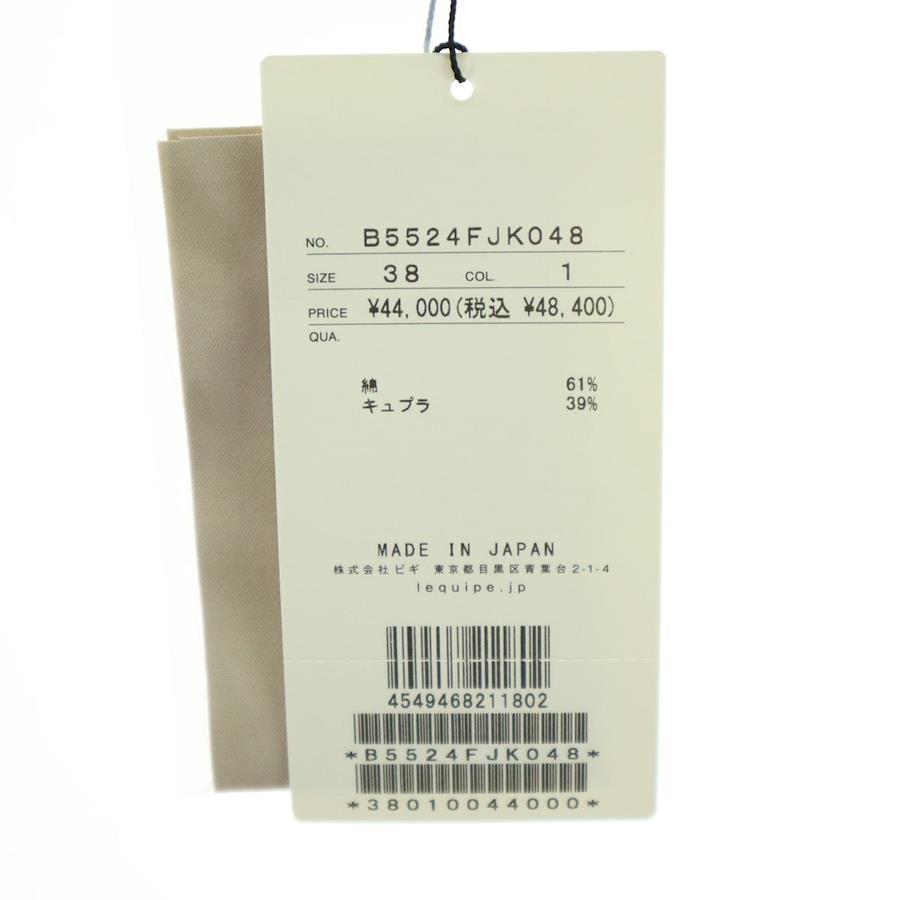 NO. B5524FJK048
SIZE 38 COL. 1
PRICE ¥44,000(税込 ¥48,400)
QUA.
綿 61%
キュプラ 39%
MADE IN JAPAN
株式会社ビギ 東京都目黒区青葉台2-1-4
lequipe.jp
4549468211802
*B5524FJK048*
*38010044000*